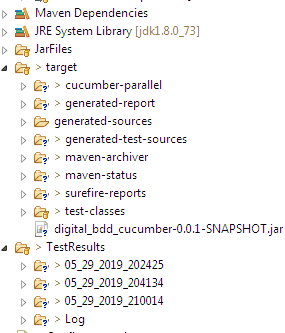 Maven Dependencies
JRE System Library [jdk1.8.0_73]
JarFiles
> target
> cucumber-parallel
> generated-report
generated-sources
> generated-test-sources
> maven-archiver
> maven-status
> surefire-reports
> test-classes
digital_bdd_cucumber-0.0.1-SNAPSHOT.jar
> TestResults
> 05_29_2019_202425
> 05_29_2019_204134
> 05_29_2019_210014
> Log